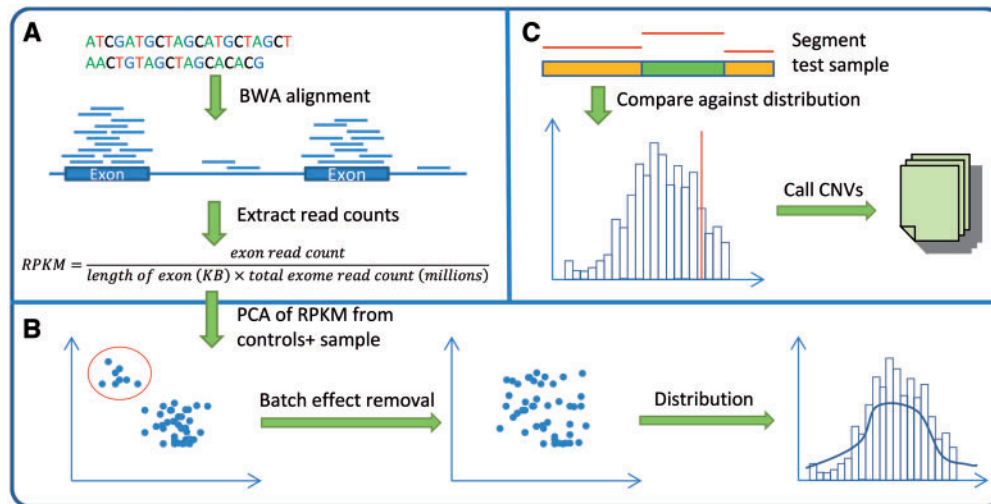 A
ATCGATGCTAGCATGCTAGCT
AACTGTAGCTAGCACACG
BWA alignment
Exon
Exon
Extract read counts
RPKM = exon read count
length of exon (KB) × total exome read count (millions)
PCA of RPKM from
controls+ sample
B
Batch effect removal
Distribution
C
Segment
test sample
Compare against distribution
Call CNVs